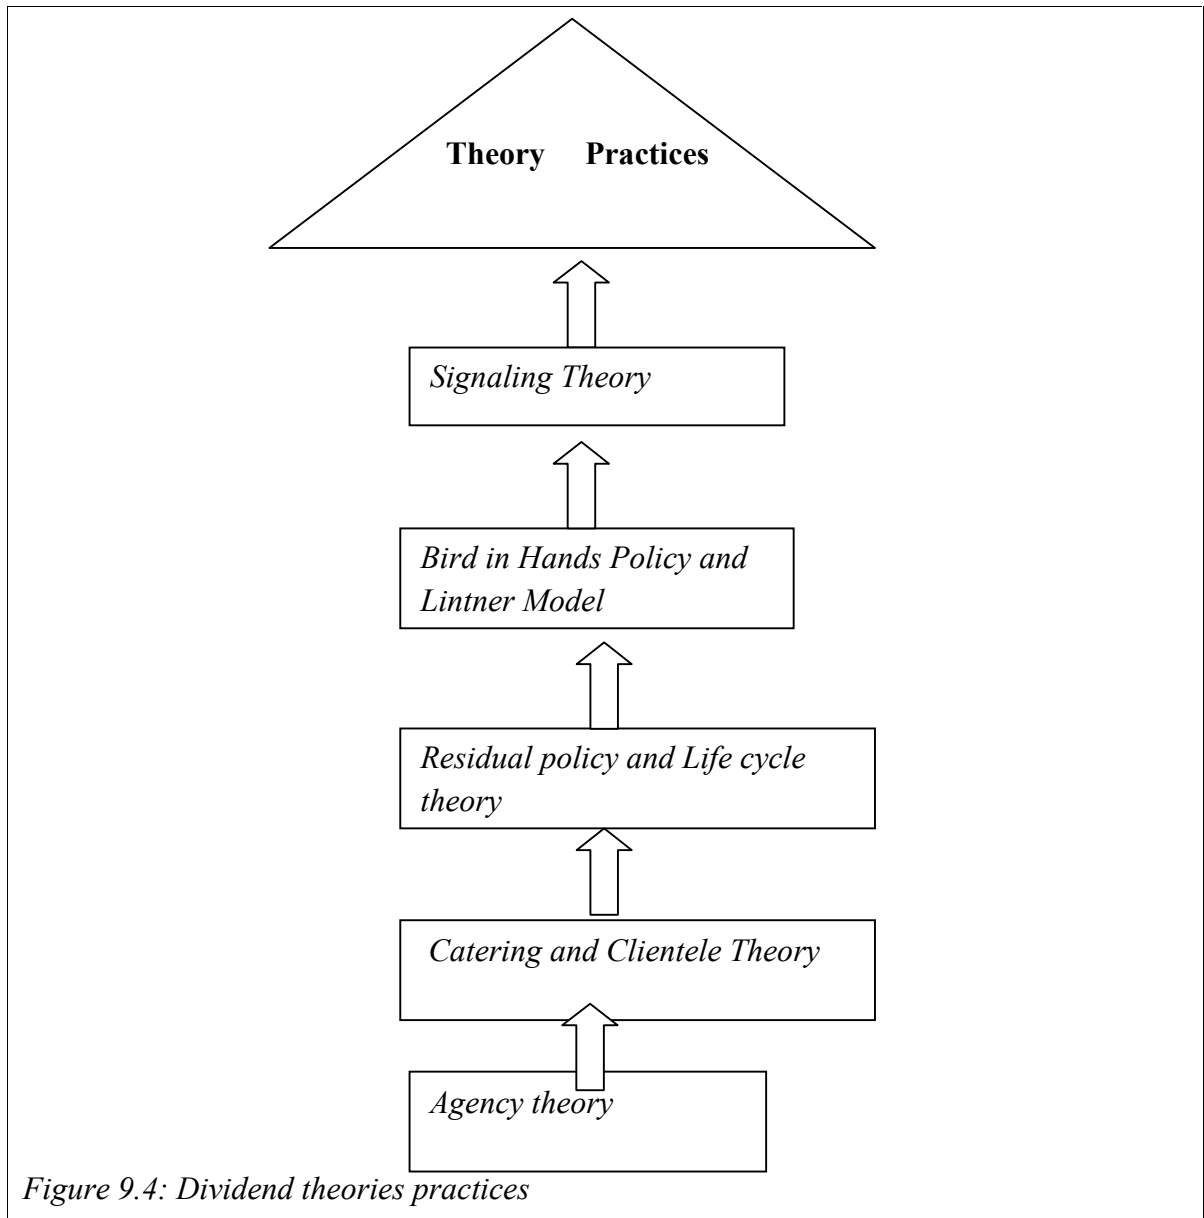 Theory Practices
Signaling Theory
Bird in Hands Policy and
Lintner Model
Residual policy and Life cycle
theory
Catering and Clientele Theory
Agency theory
Figure 9.4: Dividend theories practices